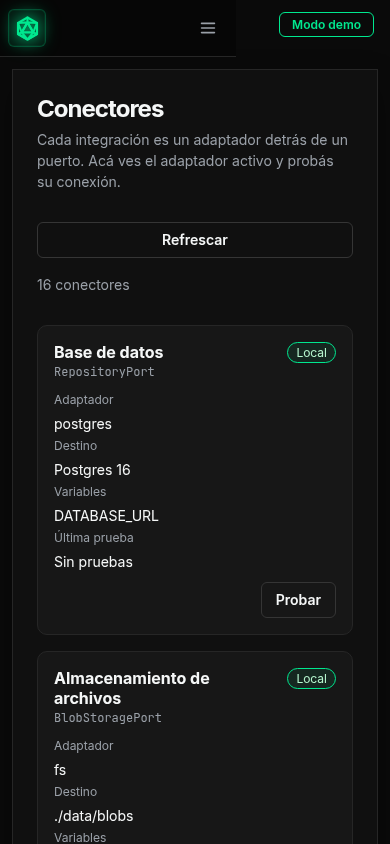 Modo demo
Conectores
Cada integración es un adaptador detrás de un
puerto. Acá ves el adaptador activo y probás
su conexión.
Refrescar
16 conectores
Base de datos
Local
RepositoryPort
Adaptador
postgres
Destino
Postgres 16
Variables
DATABASE_URL
Última prueba
Sin pruebas
Probar
Almacenamiento de
archivos
Local
BlobStoragePort
Adaptador
fs
Destino
./data/blobs
Variables